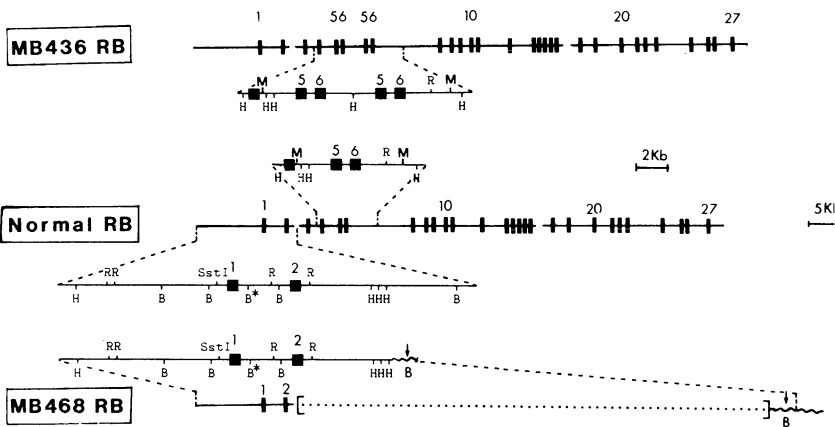 1 56 56 10 20 27
MB436 RB
M 5 6 5 6 R M
H HH H H
M 5 6 R M
H HH H
2Kb
1 10 20 27
Normal RB
5K
RR SstI 1 R 2 R
H B B B* B HHH B
RR SstI 1 R 2 R
H B B B* B HHH B
1 2
MB468 RB
B